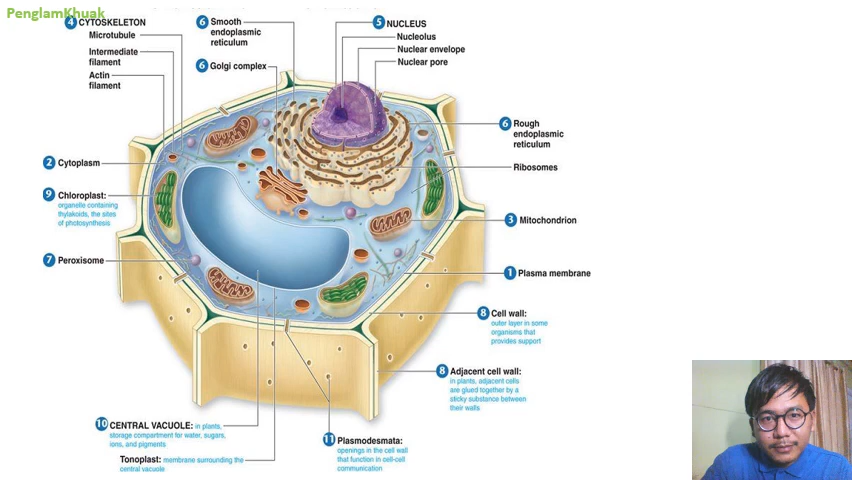 PenglamKhuak
4 CYTOSKELETON
Microtubule
Intermediate
filament
Actin
filament
6 Smooth
endoplasmic
reticulum
6 Golgi complex
5 NUCLEUS
Nucleolus
Nuclear envelope
Nuclear pore
6 Rough
endoplasmic
reticulum
Ribosomes
2 Cytoplasm
9 Chloroplast:
organelle containing
thylakoids, the sites
of photosynthesis
7 Peroxisome
3 Mitochondrion
1 Plasma membrane
8 Cell wall:
outer layer in some
organisms that
provides support
8 Adjacent cell wall:
in plants, adjacent cells
are glued together by a
sticky substance between
their walls
10 CENTRAL VACUOLE: in plants,
storage compartment for water, sugars,
ions, and pigments
Tonoplast: membrane surrounding the
central vacuole
11 Plasmodesmata:
openings in the cell wall
that function in cell-cell
communication